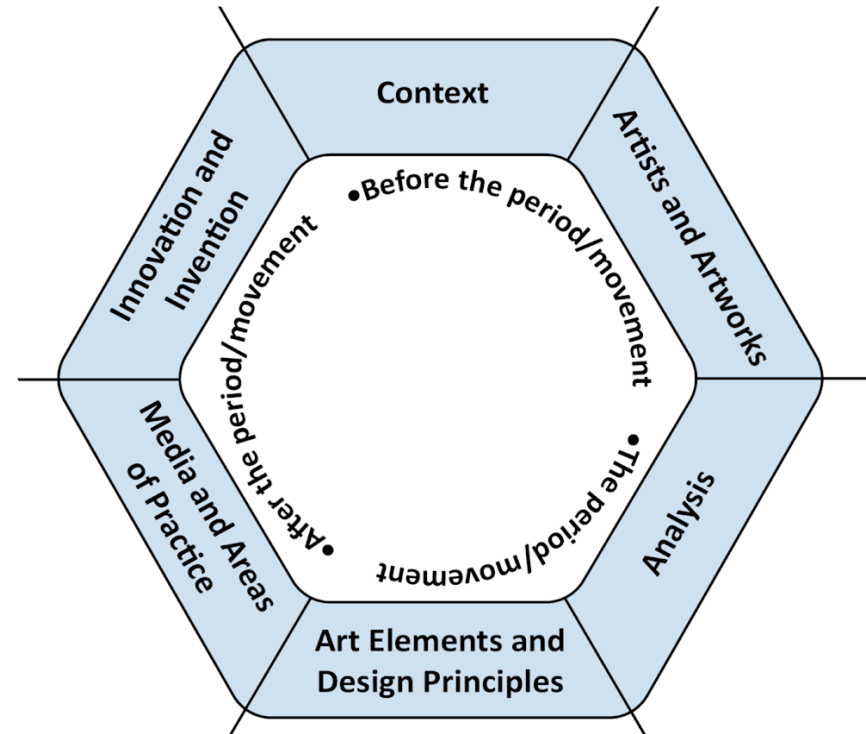 Context
Artists and Artworks
Analysis
Art Elements and
Design Principles
Media and Areas
of Practice
Innovation and
Invention
•Before the period/movement
•The period/movement
•After the period/movement